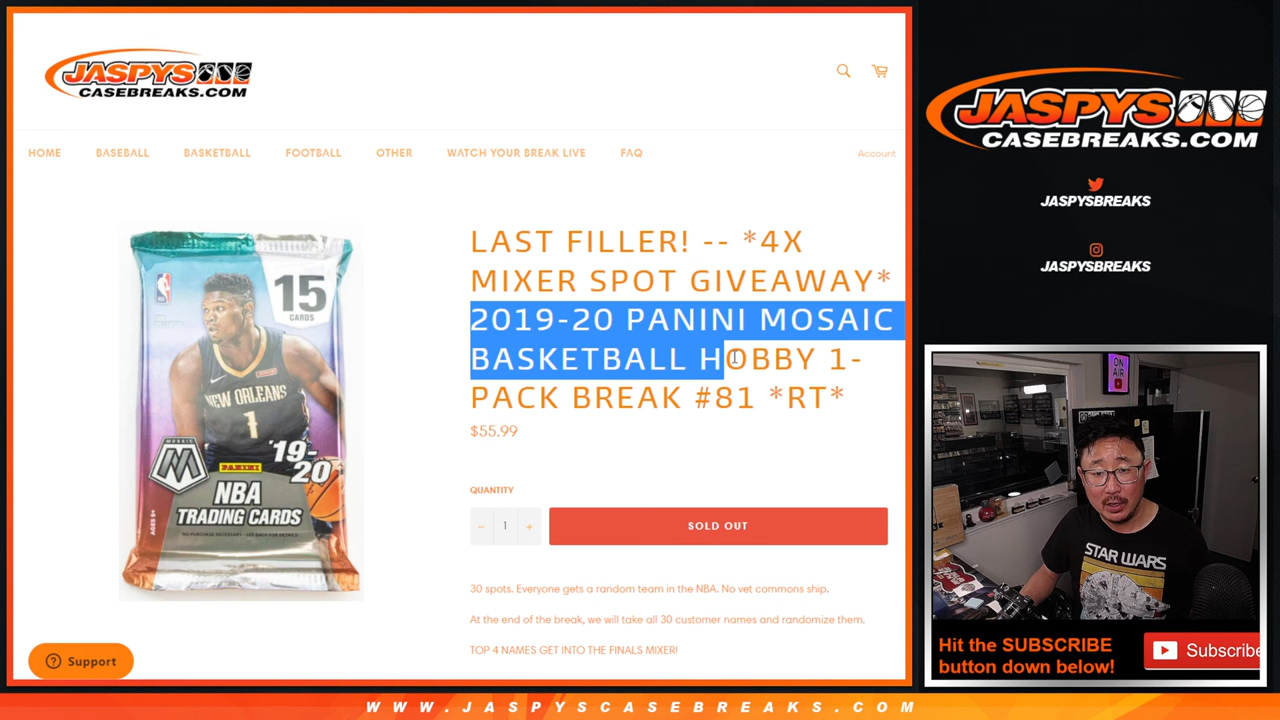 JASPYS
CASEBREAKS.COM
HOME BASEBALL BASKETBALL FOOTBALL OTHER WATCH YOUR BREAK LIVE FAQ Account
15
CARDS
NEW ORLEANS
1
MOSAIC
PANINI
'19-20
NBA
TRADING CARDS
LAST FILLER! -- *4X
MIXER SPOT GIVEAWAY*
2019-20 PANINI MOSAIC
BASKETBALL HOBBY 1-
PACK BREAK #81 *RT*
$55.99
QUANTITY
− 1 +
SOLD OUT
30 spots. Everyone gets a random team in the NBA. No vet commons ship.
At the end of the break, we will take all 30 customer names and randomize them.
TOP 4 NAMES GET INTO THE FINALS MIXER!
Support
JASPYS
CASEBREAKS.COM
JASPYSBREAKS
JASPYSBREAKS
ON
AIR
STAR WARS
Hit the SUBSCRIBE
button down below!
Subscribe
WWW.JASPYSCASEBREAKS.COM